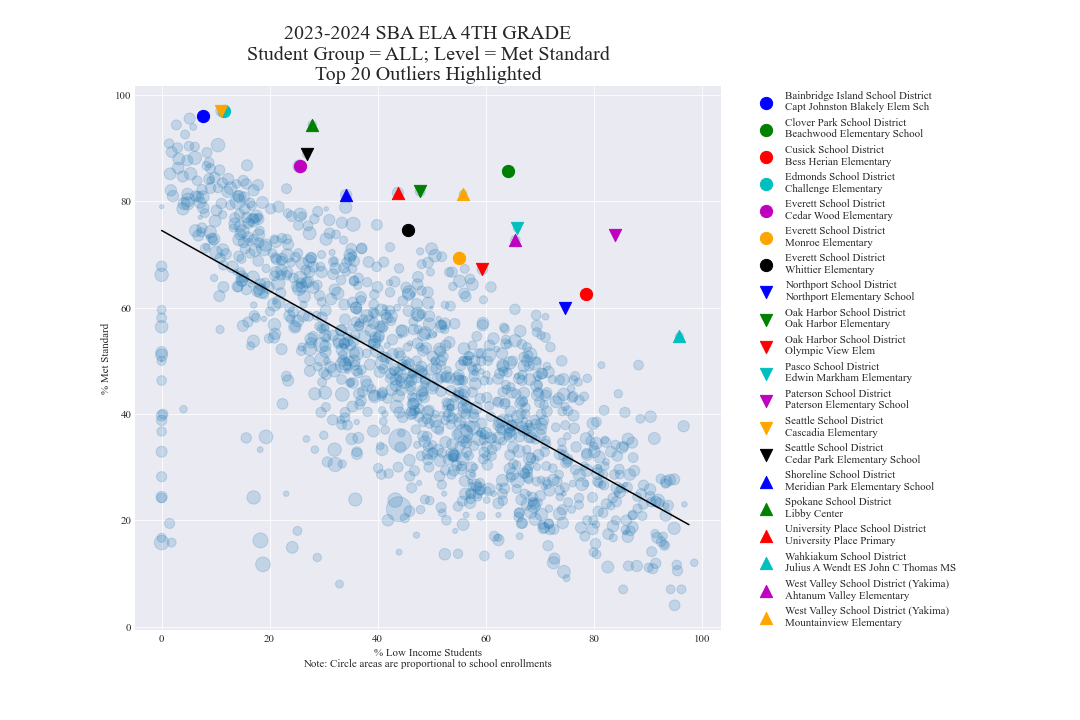 2023-2024 SBA ELA 4TH GRADE
Student Group = ALL; Level = Met Standard
Top 20 Outliers Highlighted
100
80
60
40
20
0
% Met Standard
0
20
40
60
80
100
% Low Income Students
Note: Circle areas are proportional to school enrollments
Bainbridge Island School District
Capt Johnston Blakely Elem Sch
Clover Park School District
Beachwood Elementary School
Cusick School District
Bess Herian Elementary
Edmonds School District
Challenge Elementary
Everett School District
Cedar Wood Elementary
Everett School District
Monroe Elementary
Everett School District
Whittier Elementary
Northport School District
Northport Elementary School
Oak Harbor School District
Oak Harbor Elementary
Oak Harbor School District
Olympic View Elem
Pasco School District
Edwin Markham Elementary
Paterson School District
Paterson Elementary School
Seattle School District
Cascadia Elementary
Seattle School District
Cedar Park Elementary School
Shoreline School District
Meridian Park Elementary School
Spokane School District
Libby Center
University Place School District
University Place Primary
Wahkiakum School District
Julius A Wendt ES John C Thomas MS
West Valley School District (Yakima)
Ahtanum Valley Elementary
West Valley School District (Yakima)
Mountainview Elementary